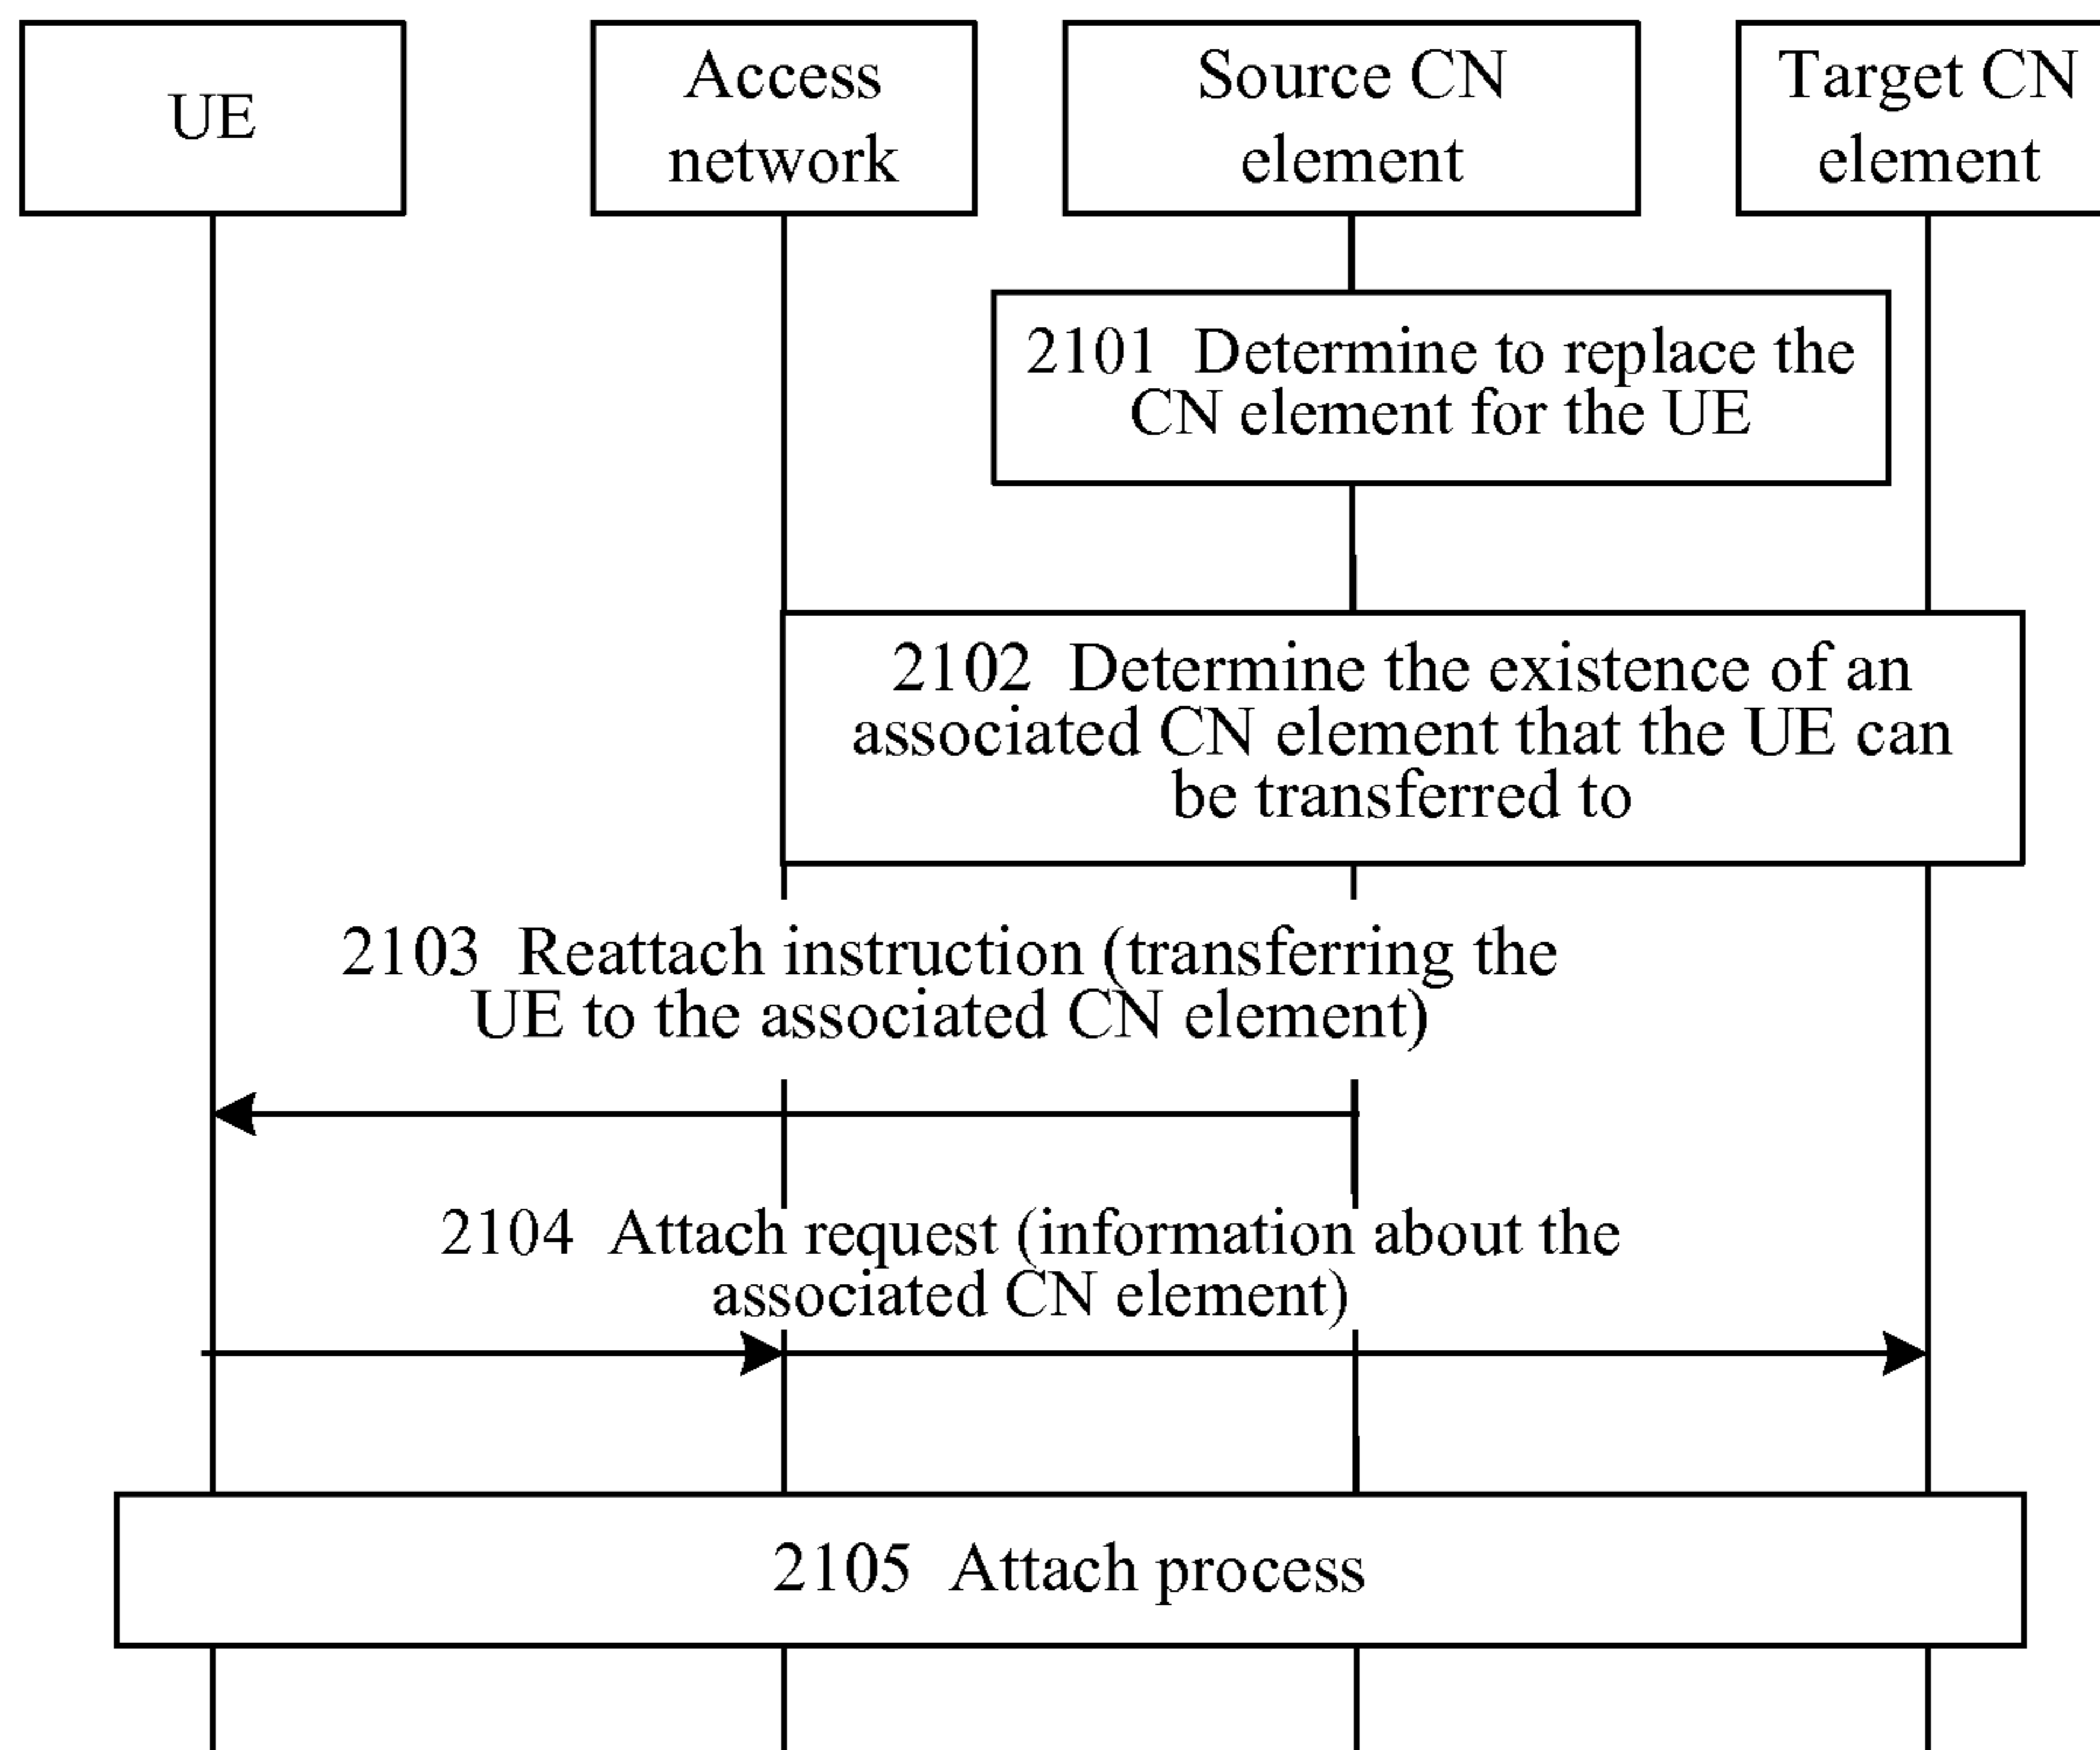 UE
Access
network
Source CN
element
Target CN
element
2101 Determine to replace the
CN element for the UE
2102 Determine the existence of an
associated CN element that the UE can
be transferred to
2103 Reattach instruction (transferring the
UE to the associated CN element)
2104 Attach request (information about the
associated CN element)
2105 Attach process